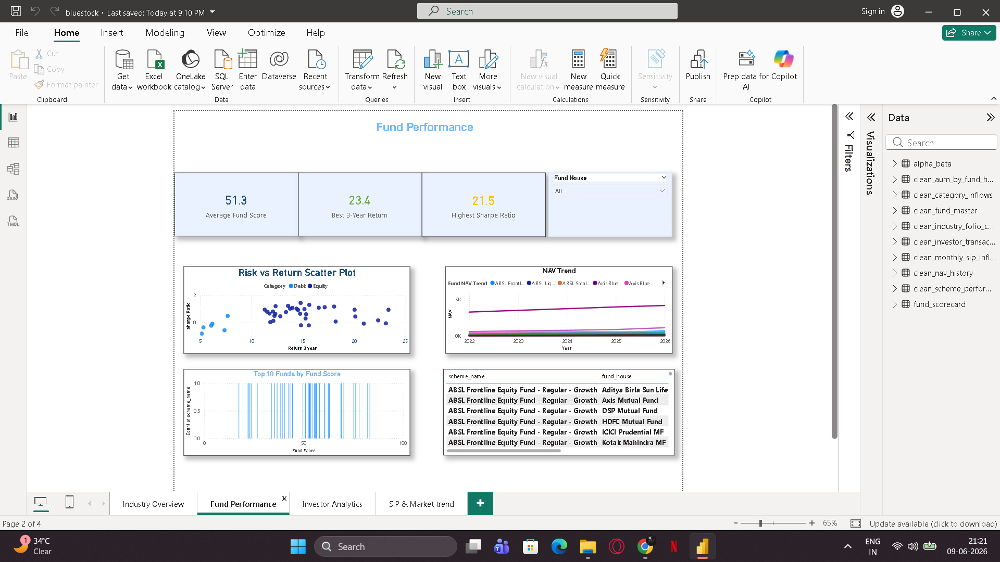 bluestock • Last saved: Today at 9:10 PM
Search
Sign in
File Home Insert Modeling View Optimize Help
Share
Paste
Cut
Copy
Format painter
Clipboard
Get data
Excel workbook
OneLake catalog
SQL Server
Enter data
Dataverse
Recent sources
Data
Transform data
Refresh
Queries
New visual
Text box
More visuals
Insert
New visual calculation
New measure
Quick measure
Calculations
Sensitivity
Sensitivity
Publish
Share
Prep data for AI
Copilot
Copilot
DAX
TMDL
Fund Performance
51.3
Average Fund Score
23.4
Best 3-Year Return
21.5
Highest Sharpe Ratio
Fund House
All
Risk vs Return Scatter Plot
Category Debt Equity
sharpe Ratio
2
0
5 10 15 20 25
Return 3 year
NAV Trend
Fund NAV Trend ABSL Frontl... ABSL Liq... ABSL Smal... Axis Blue... Axis Blue...
NAV
5K
0K
2022 2023 2024 2025 2026
Year
Top 10 Funds by Fund Score
Count of scheme_name
1.0
0.5
0.0
0 50 100
Fund Score
scheme_name fund_house
ABSL Frontline Equity Fund - Regular - Growth Aditya Birla Sun Life
ABSL Frontline Equity Fund - Regular - Growth Axis Mutual Fund
ABSL Frontline Equity Fund - Regular - Growth DSP Mutual Fund
ABSL Frontline Equity Fund - Regular - Growth HDFC Mutual Fund
ABSL Frontline Equity Fund - Regular - Growth ICICI Prudential MF
ABSL Frontline Equity Fund - Regular - Growth Kotak Mahindra MF
Filters
Visualizations
Data
Search
alpha_beta
clean_aum_by_fund_h...
clean_category_inflows
clean_fund_master
clean_industry_folio_c...
clean_investor_transac...
clean_monthly_sip_infl...
clean_nav_history
clean_scheme_perfor...
fund_scorecard
Industry Overview
Fund Performance
x
Investor Analytics
SIP & Market trend
+
Page 2 of 4
- + 65%
Update available (click to download)
1
34°C
Clear
Search
ENG
IN
21:21
09-06-2026